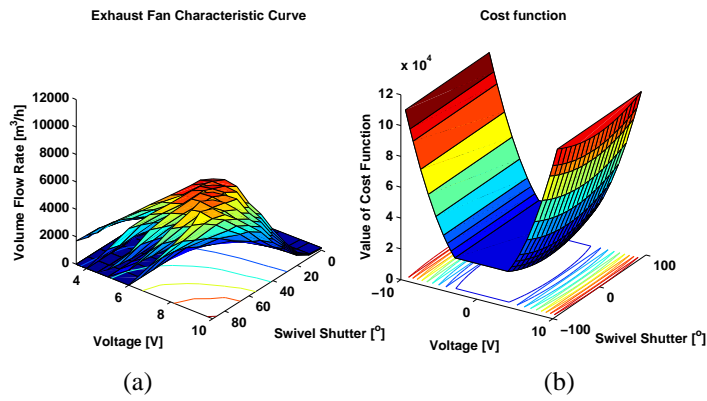 Exhaust Fan Characteristic Curve
Volume Flow Rate [m³/h]
12000
10000
8000
6000
4000
2000
0
4
6
8
10
Voltage [V]
80
60
40
20
0
Swivel Shutter [º]
(a)
Cost function
x 10⁴
Value of Cost Function
12
10
8
6
4
2
0
−10
0
10
Voltage [V]
−100
0
100
Swivel Shutter [º]
(b)